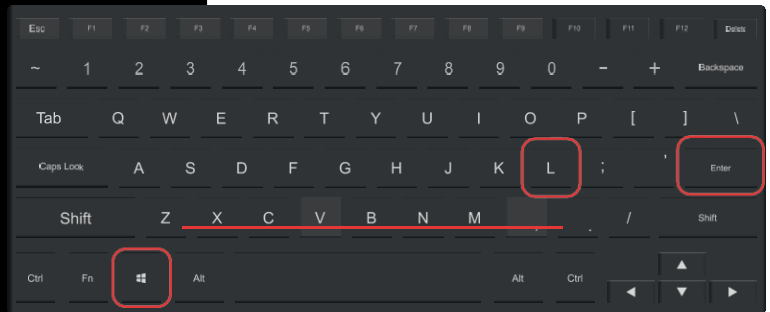 Esc F1 F2 F3 F4 F5 F6 F7 F8 F9 F10 F11 F12 Delete
~ 1 2 3 4 5 6 7 8 9 0 - + Backspace
Tab Q W E R T Y U I O P [ ] \
Caps Look A S D F G H J K L ; ' Enter
Shift Z X C V B N M , . / Shift
Ctrl Fn Alt Alt Ctrl ▲
◀ ▼ ▶